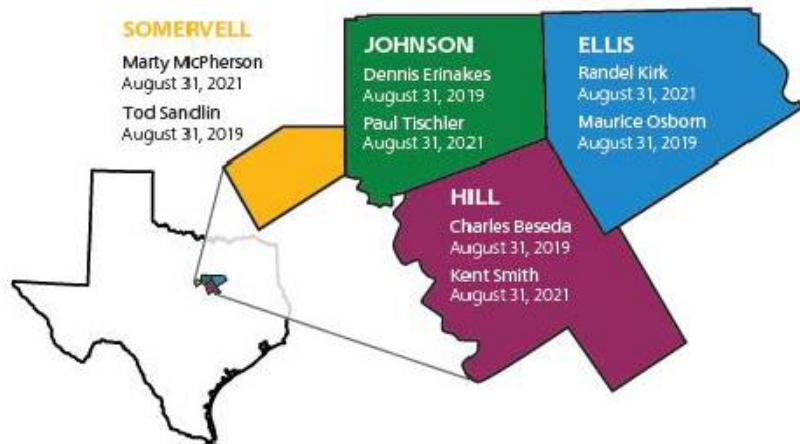 SOMERVELL
Marty McPherson
August 31, 2021
Tod Sandlin
August 31, 2019
JOHNSON
Dennis Erinakes
August 31, 2019
Paul Tischler
August 31, 2021
ELLIS
Randel Kirk
August 31, 2021
Maurice Osborn
August 31, 2019
HILL
Charles Beseda
August 31, 2019
Kent Smith
August 31, 2021